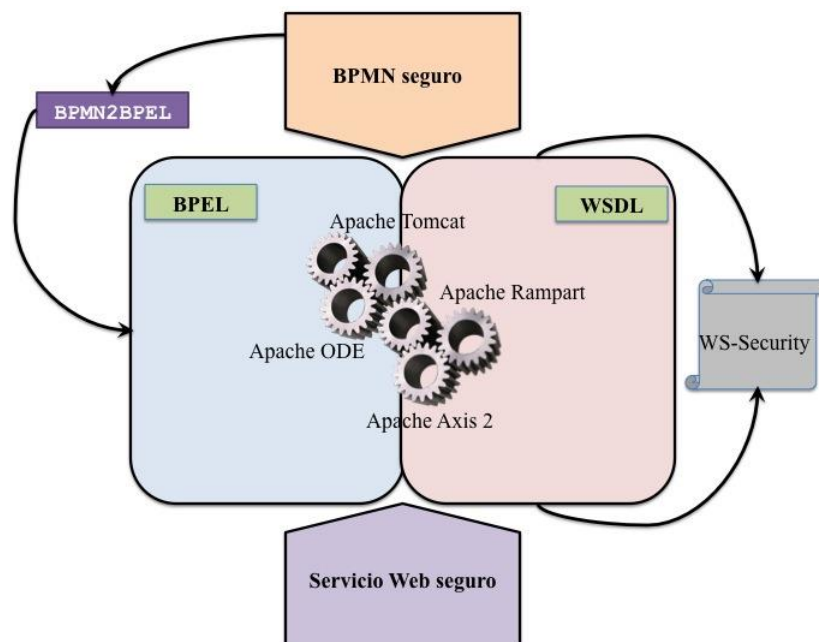 BPMN seguro
BPMN2BPEL
BPEL
WSDL
Apache Tomcat
Apache Rampart
WS-Security
Apache ODE
Apache Axis 2
Servicio Web seguro